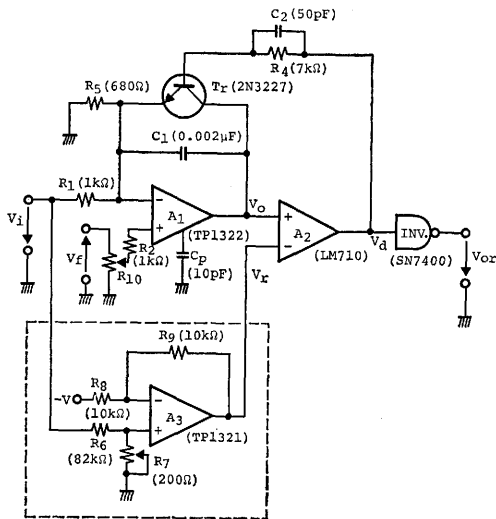 C2(50pF)
R4(7kΩ)
Tr(2N3227)
R5(680Ω)
C1(0.002μF)
R1(1kΩ)
Vi
Vf
R10
R2
(1kΩ)
−
+
A1
(TP1322)
Cp
(10pF)
Vo
Vr
+
−
A2
(LM710)
Vd
INV.
(SN7400)
Vor
R9(10kΩ)
-V
R8
(10kΩ)
R6
(82kΩ)
−
+
A3
(TP1321)
R7
(200Ω)